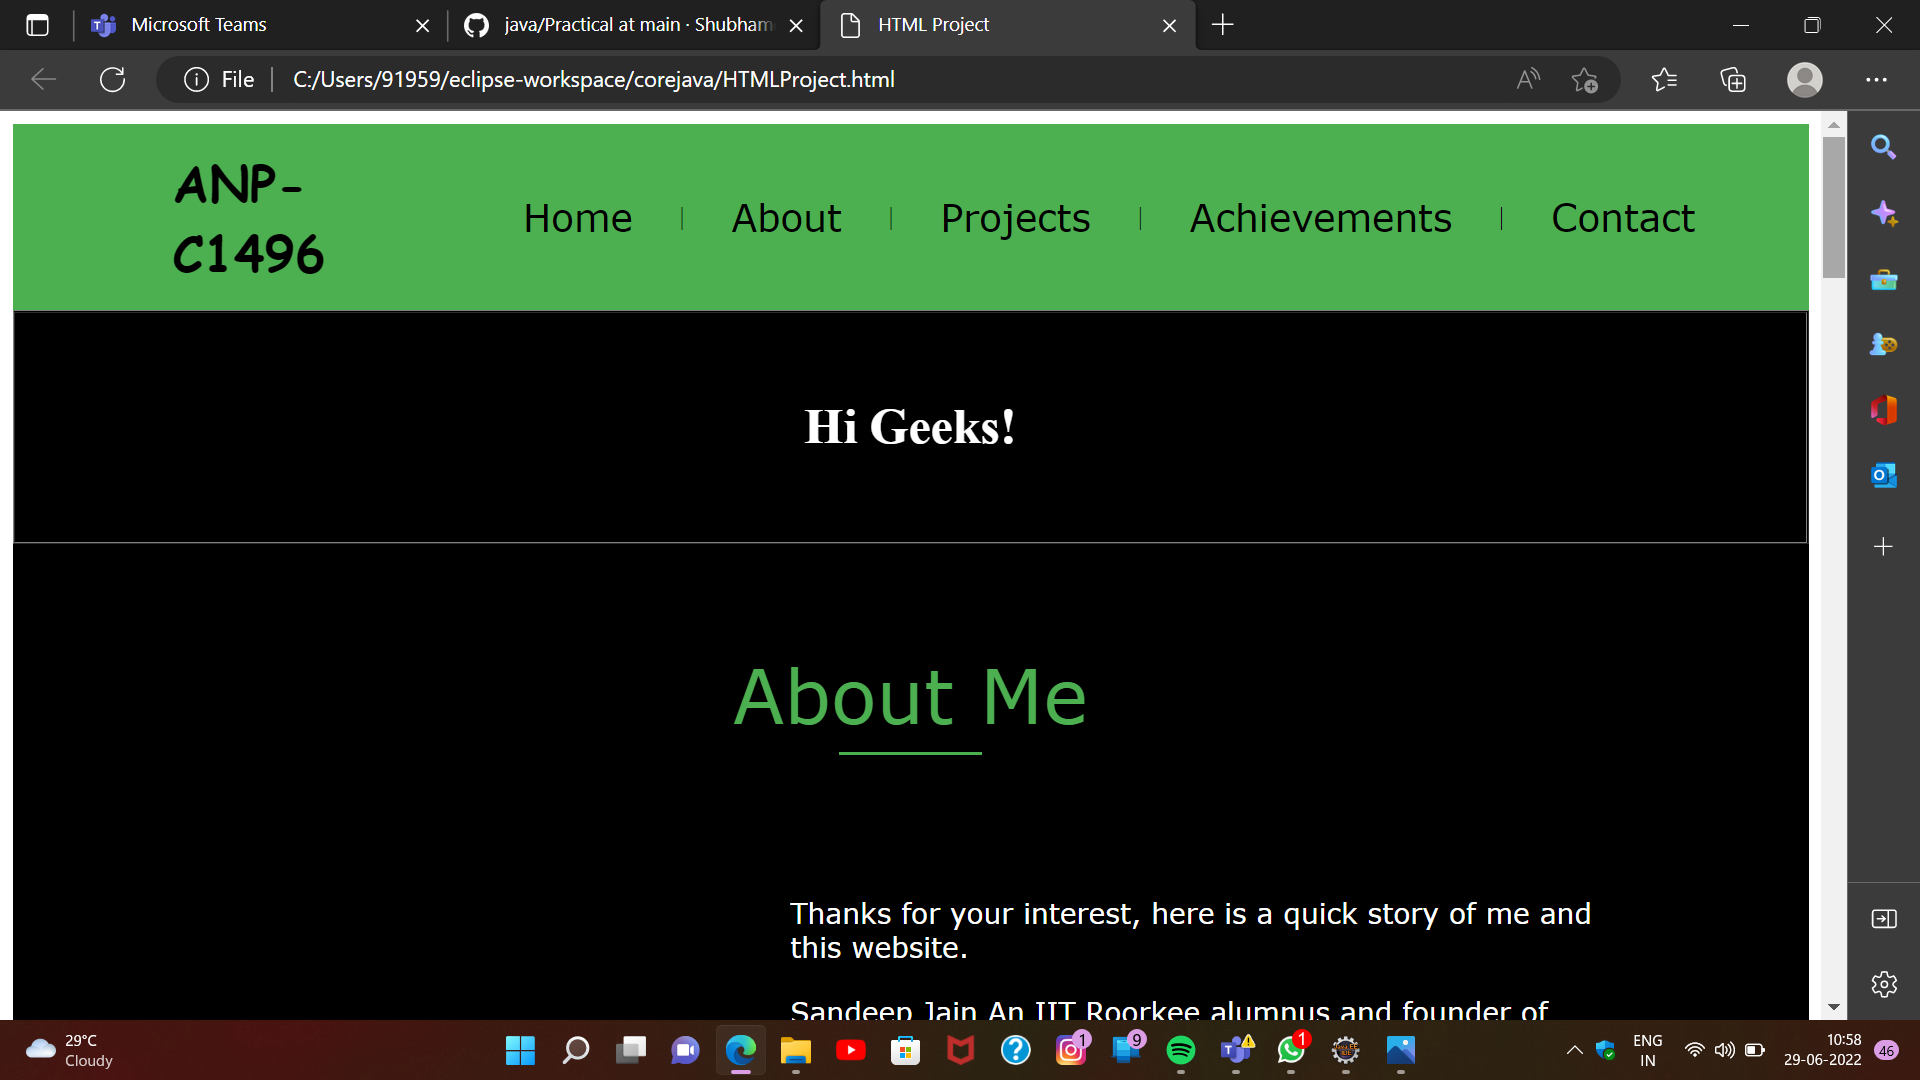 Microsoft Teams
java/Practical at main · Shubham
HTML Project
File
C:/Users/91959/eclipse-workspace/corejava/HTMLProject.html
ANP-
C1496
Home
About
Projects
Achievements
Contact
Hi Geeks!
About Me
Thanks for your interest, here is a quick story of me and
this website.
Sandeep Jain An IIT Roorkee alumnus and founder of
29°C
Cloudy
1
9
1
ENG
IN
10:58
29-06-2022
46